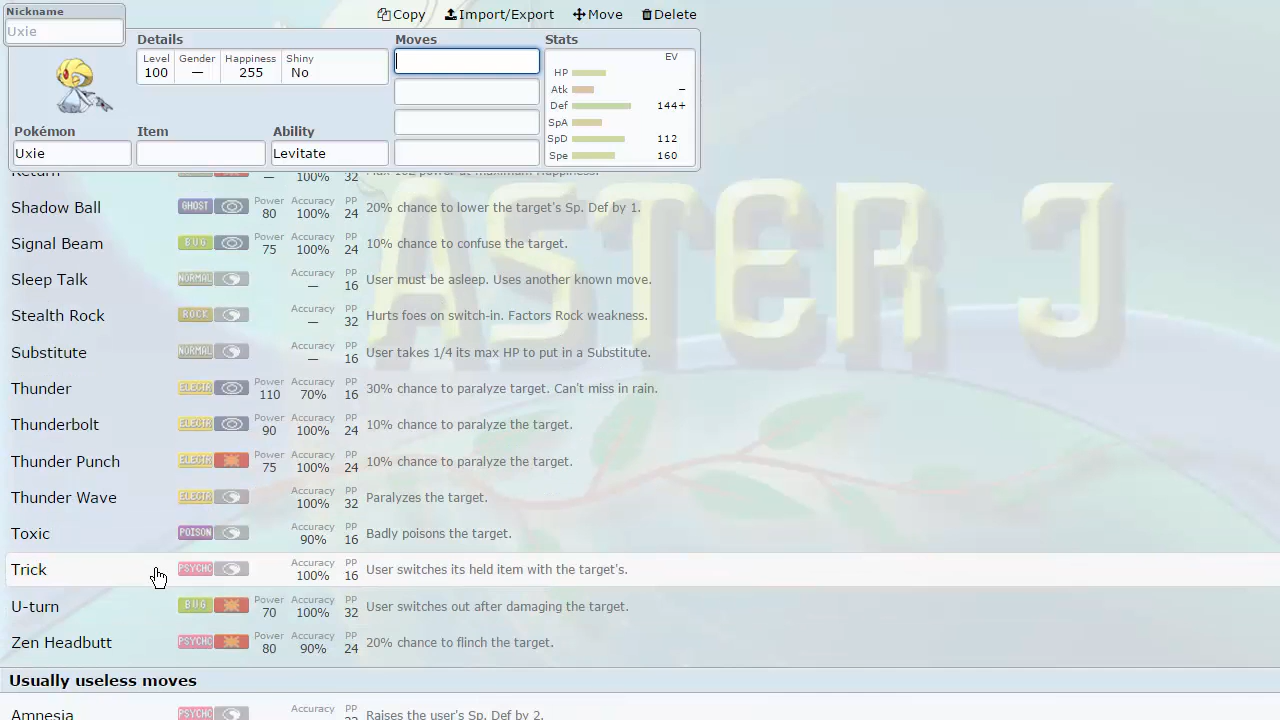 Nickname
Uxie
Copy Import/Export Move Delete
Details
Level Gender Happiness Shiny
100 — 255 No
Moves
Stats
EV
HP
Atk –
Def 144+
SpA
SpD 112
Spe 160
Pokémon Item Ability
Uxie Levitate
Return — 100% 32 Max 102 power at maximum Happiness.
Shadow Ball GHOST Power 80 Accuracy 100% PP 24 20% chance to lower the target's Sp. Def by 1.
Signal Beam BUG Power 75 Accuracy 100% PP 24 10% chance to confuse the target.
Sleep Talk NORMAL Accuracy — PP 16 User must be asleep. Uses another known move.
Stealth Rock ROCK Accuracy — PP 32 Hurts foes on switch-in. Factors Rock weakness.
Substitute NORMAL Accuracy — PP 16 User takes 1/4 its max HP to put in a Substitute.
Thunder ELECTR Power 110 Accuracy 70% PP 16 30% chance to paralyze target. Can't miss in rain.
Thunderbolt ELECTR Power 90 Accuracy 100% PP 24 10% chance to paralyze the target.
Thunder Punch ELECTR Power 75 Accuracy 100% PP 24 10% chance to paralyze the target.
Thunder Wave ELECTR Accuracy 100% PP 32 Paralyzes the target.
Toxic POISON Accuracy 90% PP 16 Badly poisons the target.
Trick PSYCHC Accuracy 100% PP 16 User switches its held item with the target's.
U-turn BUG Power 70 Accuracy 100% PP 32 User switches out after damaging the target.
Zen Headbutt PSYCHC Power 80 Accuracy 90% PP 24 20% chance to flinch the target.
Usually useless moves
Amnesia PSYCHC Accuracy PP 32 Raises the user's Sp. Def by 2.
ASTER J